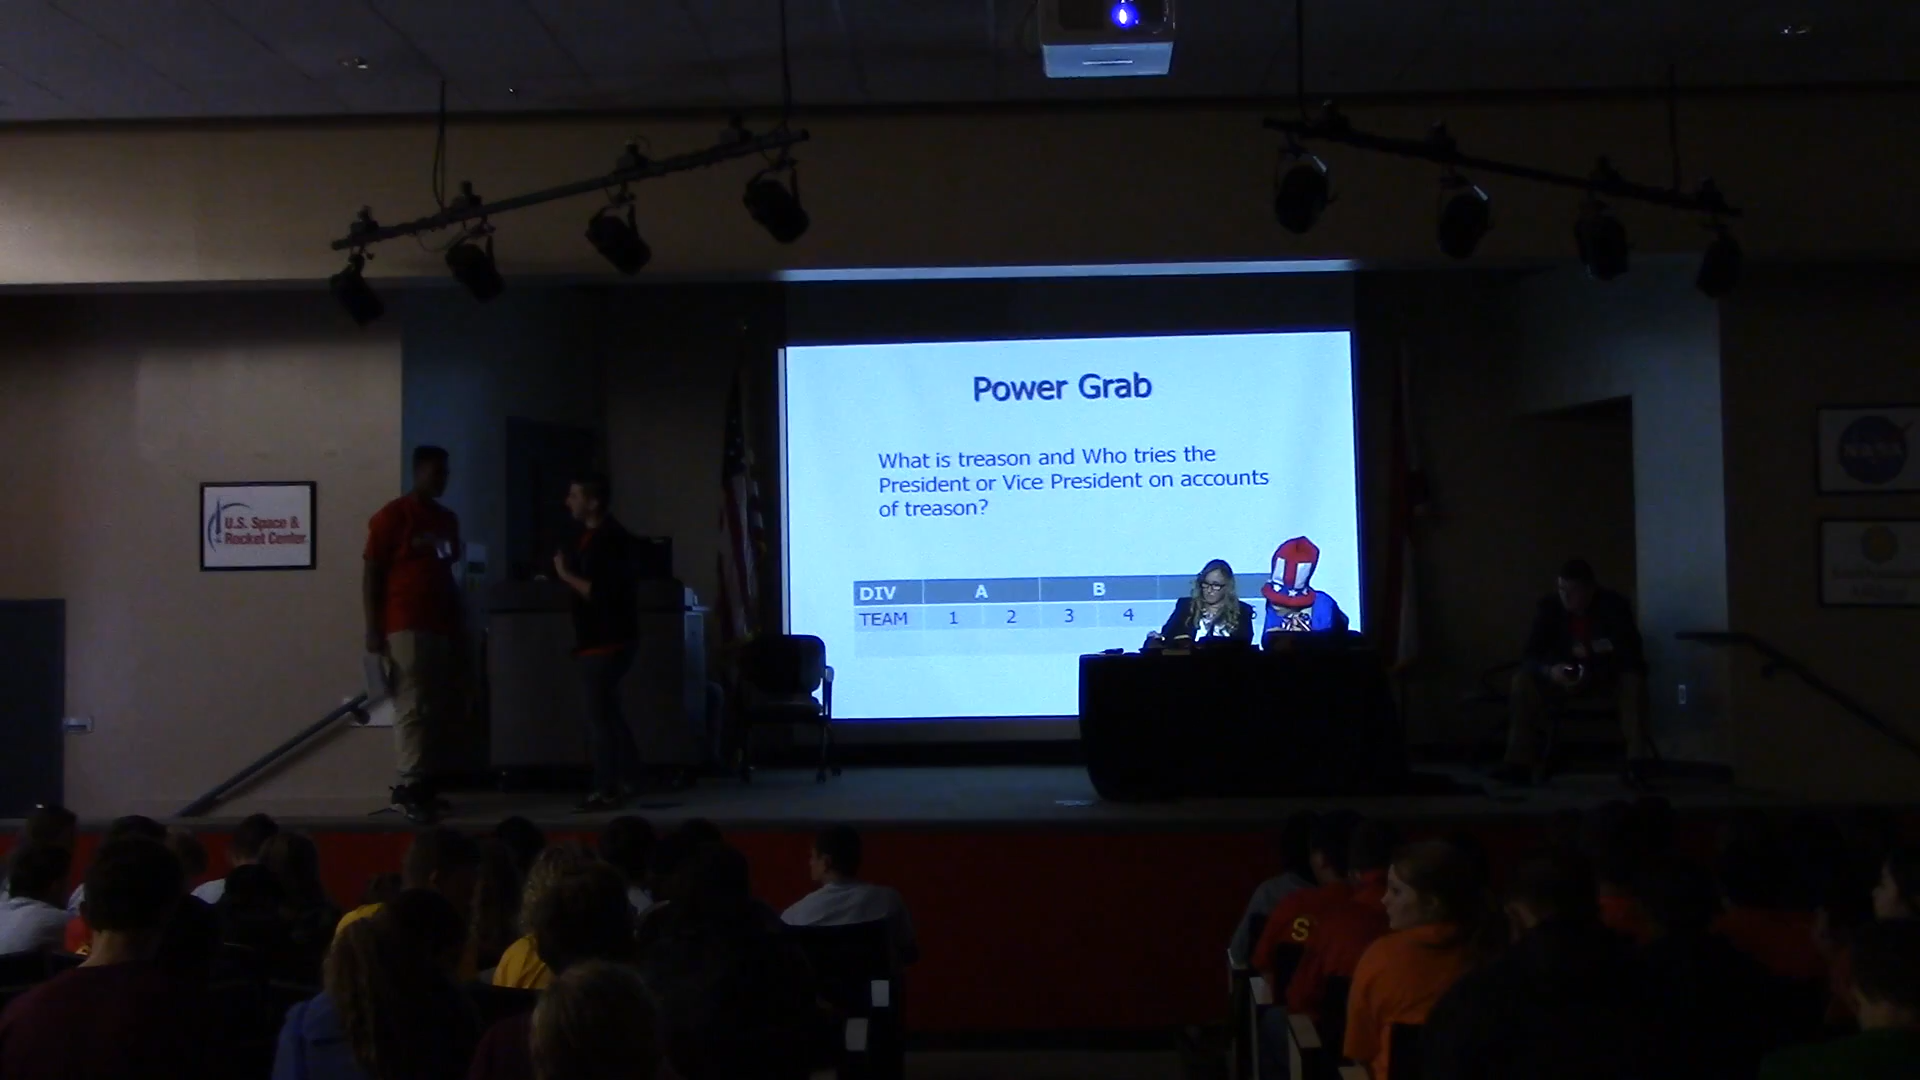 Power Grab
What is treason and Who tries the
President or Vice President on accounts
of treason?
DIV A B
TEAM 1 2 3 4
U.S. Space &
Rocket Center
NASA
S